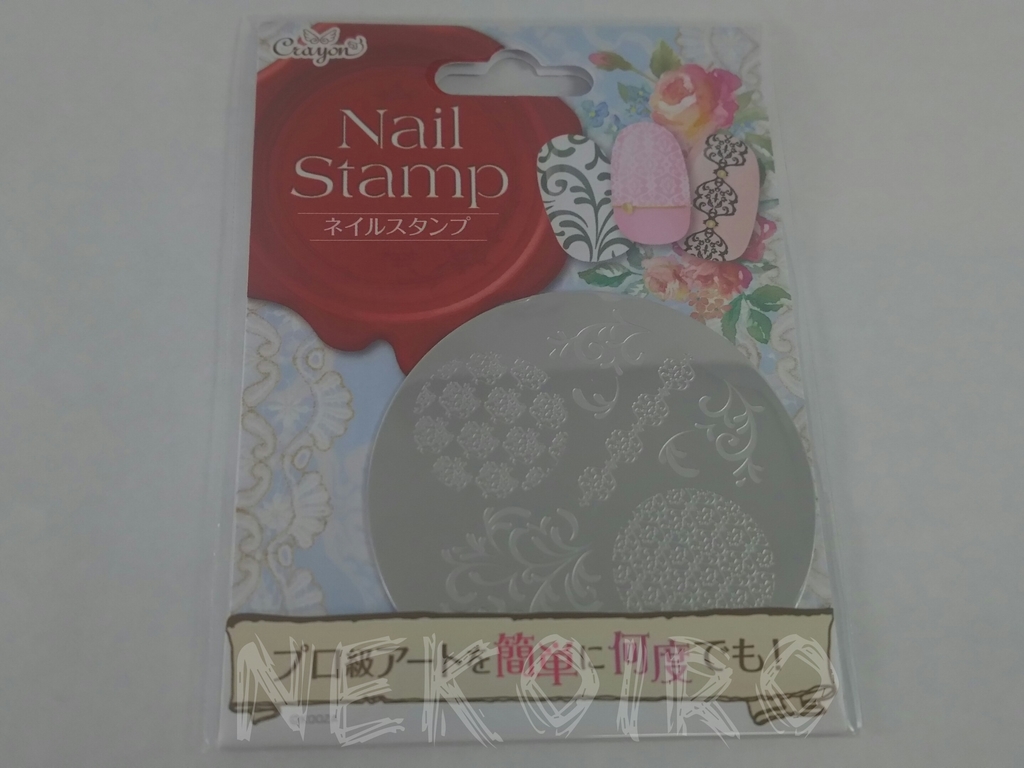 Crayon
Nail
Stamp
ネイルスタンプ
プロ級アートを簡単に何度でも！
NEKOIRO